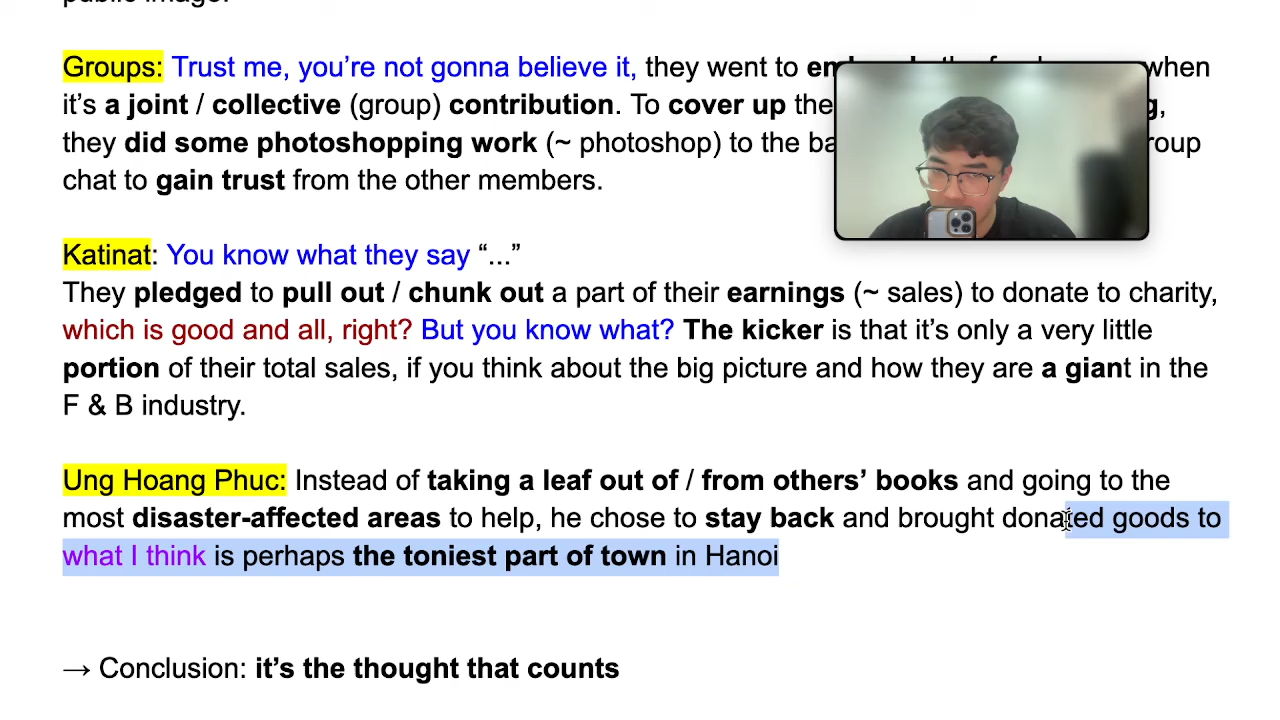 public image.
Groups: Trust me, you're not gonna believe it, they went to when
it's a joint / collective (group) contribution. To cover up the
they did some photoshopping work (~ photoshop) to the
chat to gain trust from the other members.
Katinat: You know what they say “...”
They pledged to pull out / chunk out a part of their earnings (~ sales) to donate to charity,
which is good and all, right? But you know what? The kicker is that it's only a very little
portion of their total sales, if you think about the big picture and how they are a giant in the
F & B industry.
Ung Hoang Phuc: Instead of taking a leaf out of / from others’ books and going to the
most disaster-affected areas to help, he chose to stay back and brought donated goods to
what I think is perhaps the toniest part of town in Hanoi
→ Conclusion: it’s the thought that counts